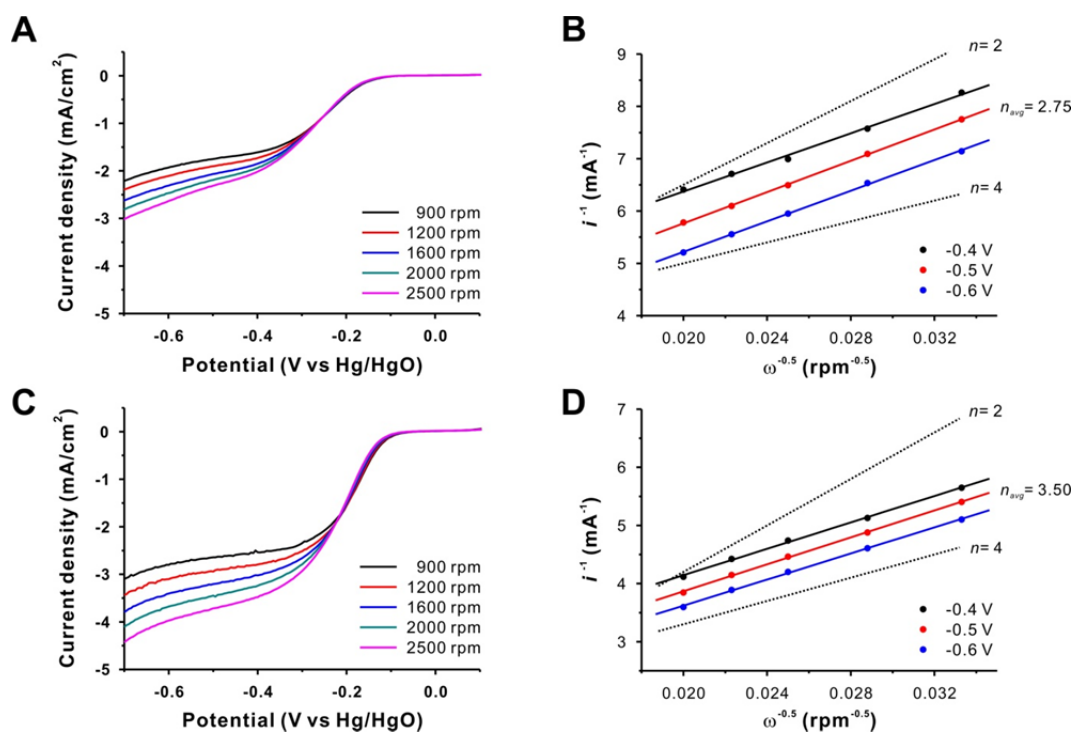 A
Current density (mA/cm²)
0
-1
-2
-3
-4
-5
900 rpm
1200 rpm
1600 rpm
2000 rpm
2500 rpm
-0.6
-0.4
-0.2
0.0
Potential (V vs Hg/HgO)
B
i⁻¹ (mA⁻¹)
9
8
7
6
5
4
n= 2
n_avg= 2.75
n= 4
-0.4 V
-0.5 V
-0.6 V
0.020
0.024
0.028
0.032
ω⁻⁰·⁵ (rpm⁻⁰·⁵)
C
Current density (mA/cm²)
0
-1
-2
-3
-4
-5
900 rpm
1200 rpm
1600 rpm
2000 rpm
2500 rpm
-0.6
-0.4
-0.2
0.0
Potential (V vs Hg/HgO)
D
i⁻¹ (mA⁻¹)
7
6
5
4
3
n= 2
n_avg= 3.50
n= 4
-0.4 V
-0.5 V
-0.6 V
0.020
0.024
0.028
0.032
ω⁻⁰·⁵ (rpm⁻⁰·⁵)